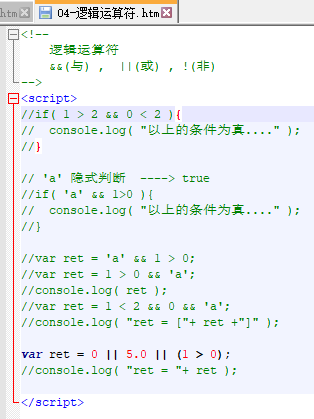 htm
04-逻辑运算符.htm
<!--
逻辑运算符
&&(与) , ||(或) , !(非)
-->
<script>
//if( 1 > 2 && 0 < 2 ){
//  console.log( "以上的条件为真...." );
//}
// 'a' 隐式判断  ----> true
//if( 'a' && 1>0 ){
//  console.log( "以上的条件为真...." );
//}
//var ret = 'a' && 1 > 0;
//var ret = 1 > 0 && 'a';
//console.log( ret );
//var ret = 1 < 2 && 0 && 'a';
//console.log( "ret = ["+ ret +"]" );
var ret = 0 || 5.0 || (1 > 0);
//console.log( "ret = "+ ret );
</script>